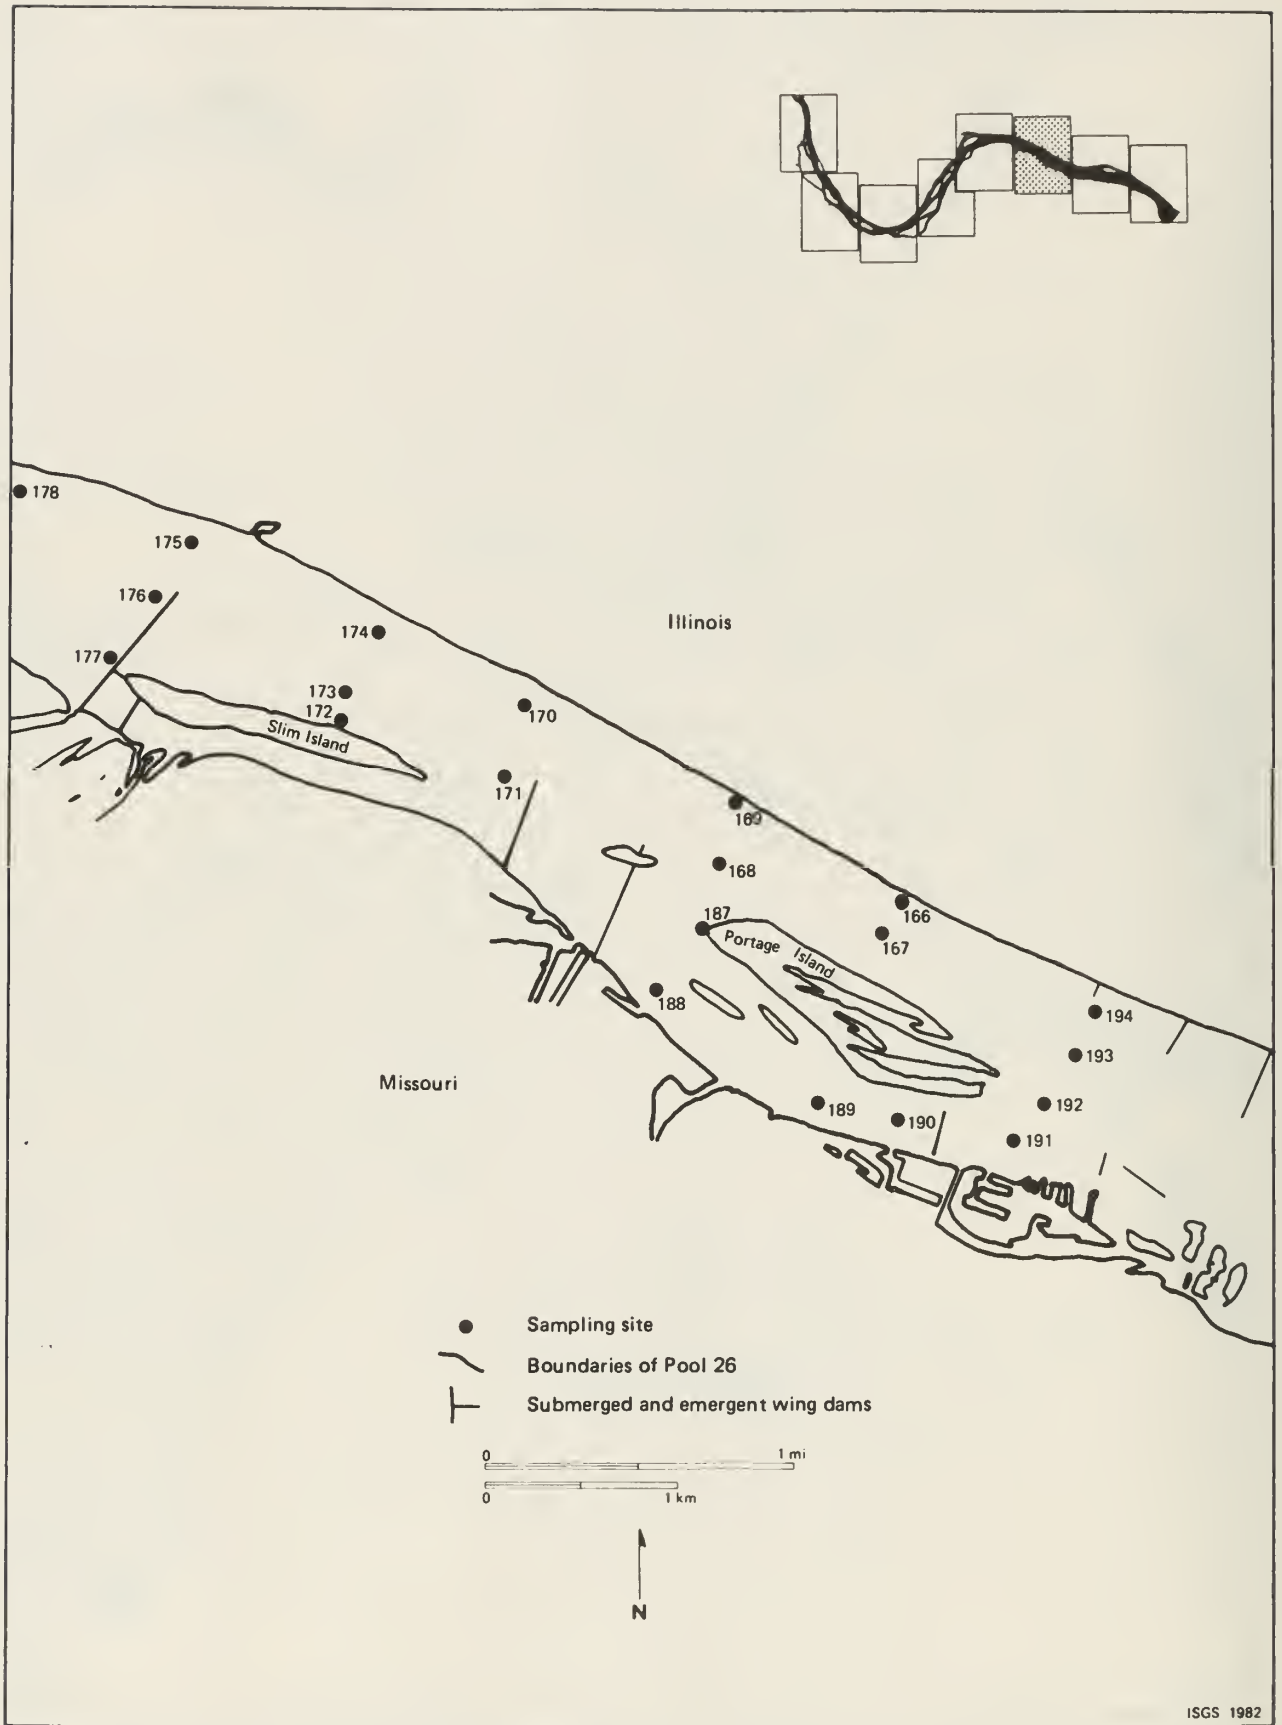 178
175
176
Illinois
174
177
173
172
170
Slim Island
171
169
168
166
187
167
Portage Island
188
194
193
Missouri
192
189
190
191
Sampling site
Boundaries of Pool 26
Submerged and emergent wing dams
0 1 mi
0 1 km
N
ISGS 1982